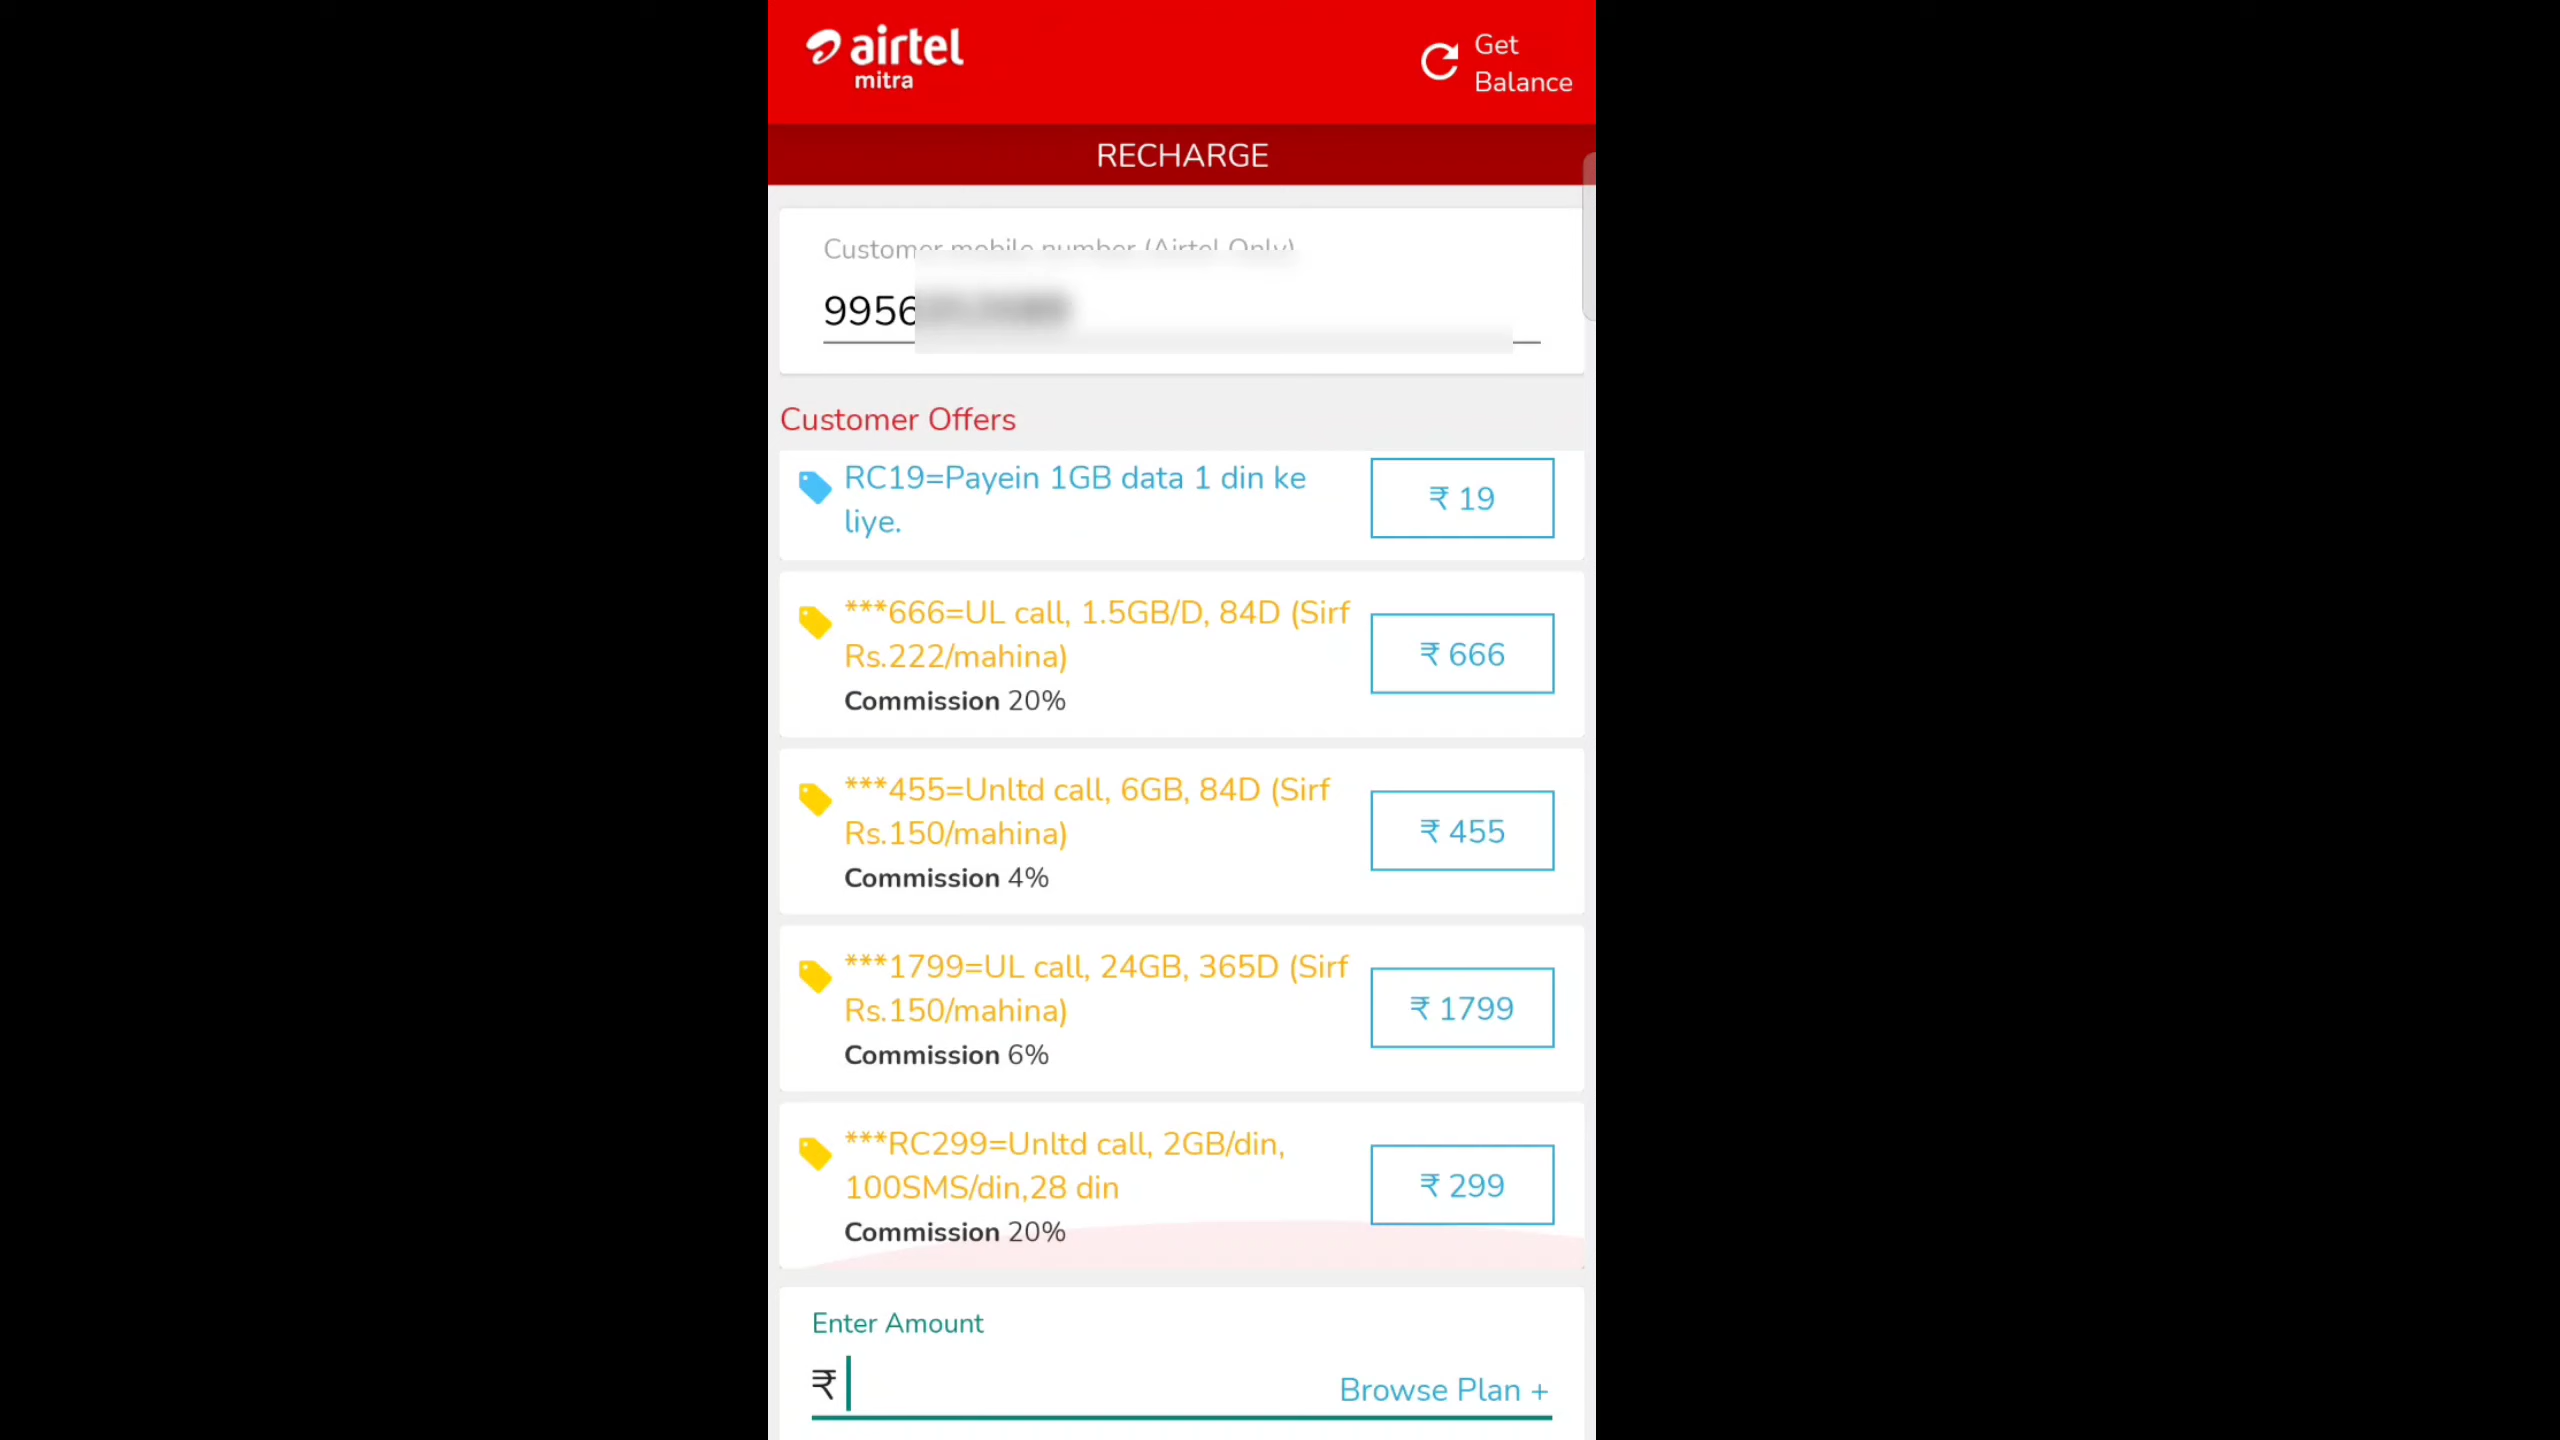 airtel
mitra
Get
Balance
RECHARGE
Customer mobile number (Airtel Only)
9956
Customer Offers
RC19=Payein 1GB data 1 din ke
liye.
₹ 19
***666=UL call, 1.5GB/D, 84D (Sirf
Rs.222/mahina)
Commission 20%
₹ 666
***455=Unltd call, 6GB, 84D (Sirf
Rs.150/mahina)
Commission 4%
₹ 455
***1799=UL call, 24GB, 365D (Sirf
Rs.150/mahina)
Commission 6%
₹ 1799
***RC299=Unltd call, 2GB/din,
100SMS/din,28 din
Commission 20%
₹ 299
Enter Amount
₹
Browse Plan +